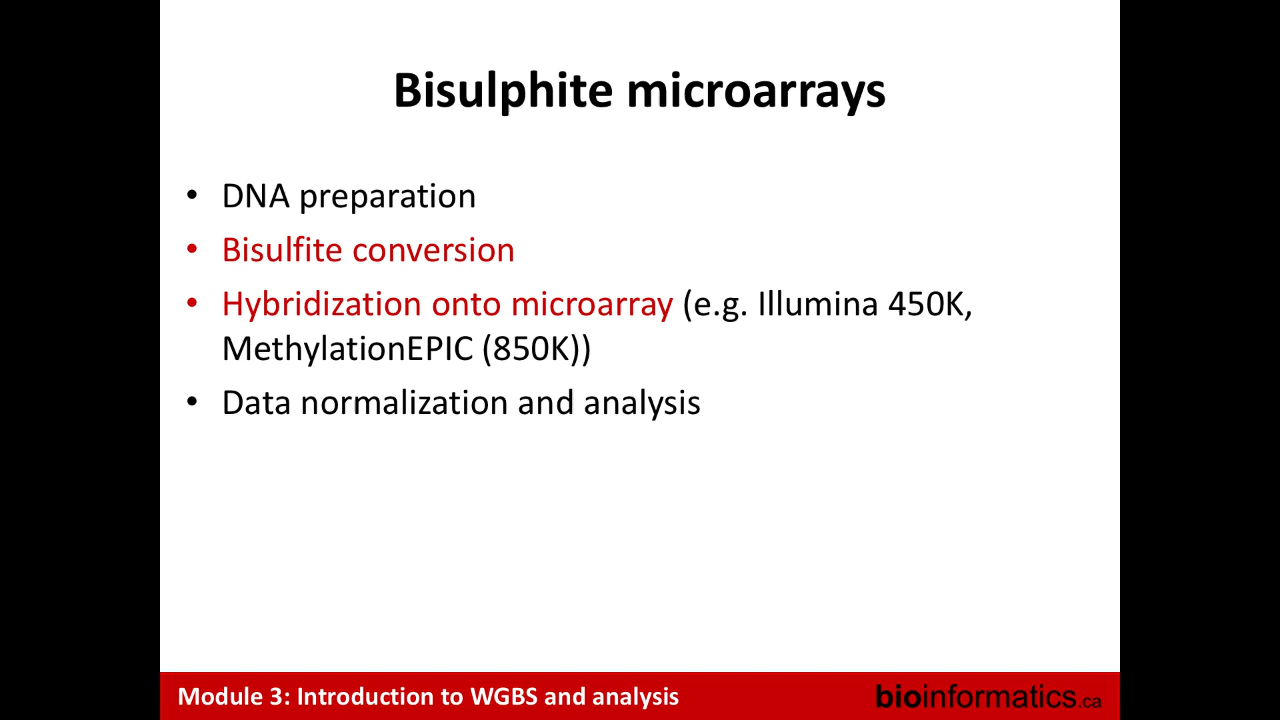 Bisulphite microarrays
• DNA preparation
• Bisulfite conversion
• Hybridization onto microarray (e.g. Illumina 450K,
MethylationEPIC (850K))
• Data normalization and analysis
Module 3: Introduction to WGBS and analysis
bioinformatics.ca